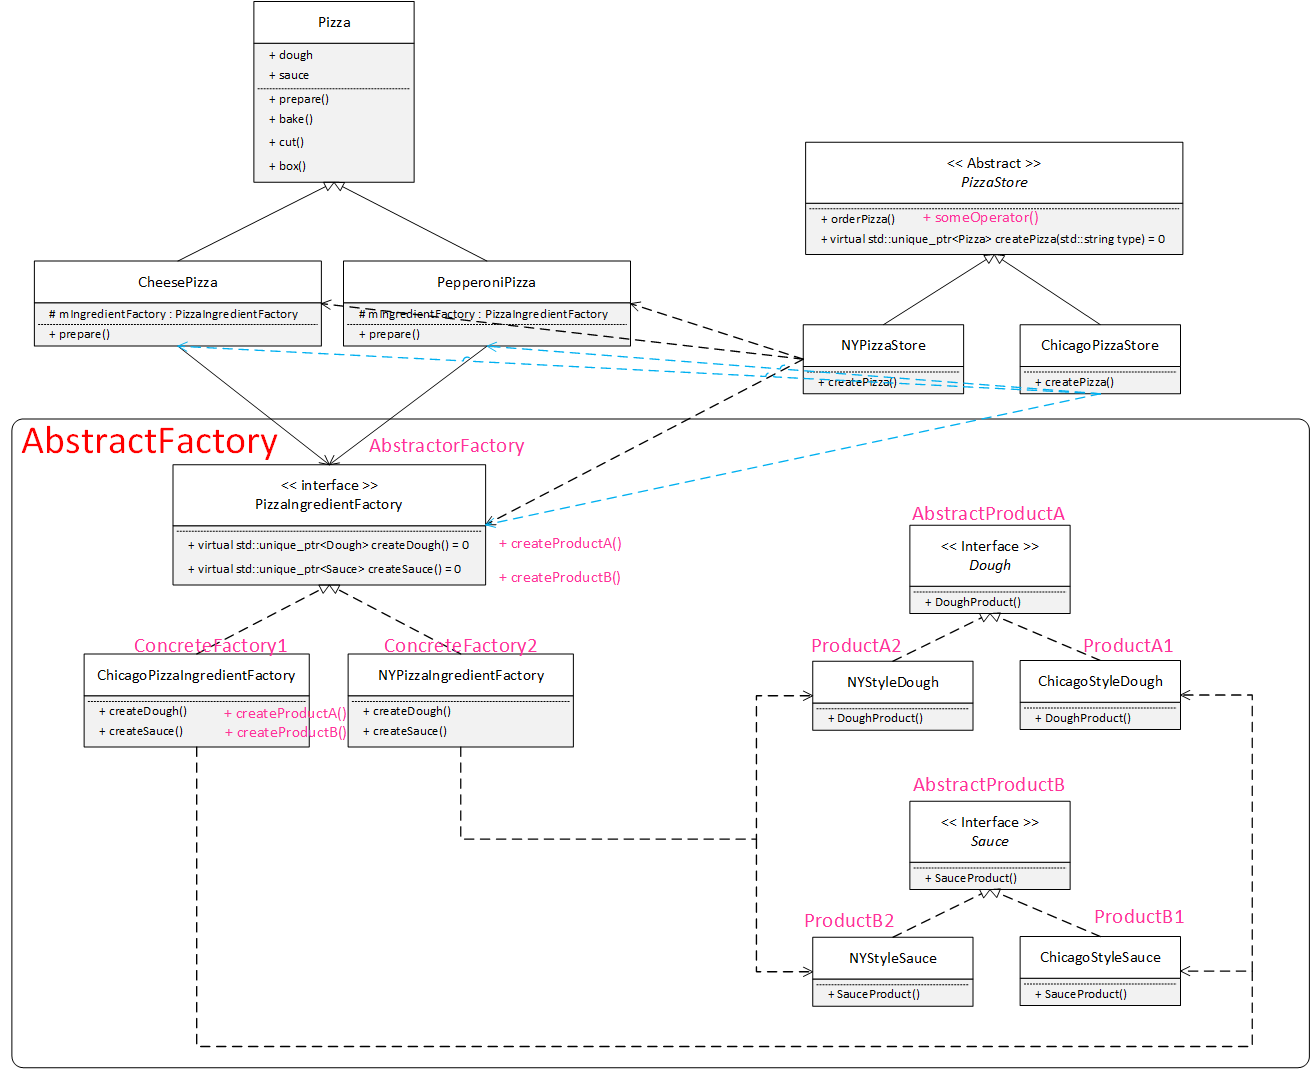 Pizza
+ dough
+ sauce
+ prepare()
+ bake()
+ cut()
+ box()
<< Abstract >>
PizzaStore
+ orderPizza() + someOperator()
+ virtual std::unique_ptr<Pizza> createPizza(std::string type) = 0
CheesePizza
# mIngredientFactory : PizzaIngredientFactory
+ prepare()
PepperoniPizza
# mIngredientFactory : PizzaIngredientFactory
+ prepare()
NYPizzaStore
+ createPizza()
ChicagoPizzaStore
+ createPizza()
AbstractFactory
AbstractorFactory
<< interface >>
PizzaIngredientFactory
+ virtual std::unique_ptr<Dough> createDough() = 0
+ virtual std::unique_ptr<Sauce> createSauce() = 0
+ createProductA()
+ createProductB()
ConcreteFactory1
ChicagoPizzaIngredientFactory
+ createDough() + createProductA()
+ createSauce() + createProductB()
ConcreteFactory2
NYPizzaIngredientFactory
+ createDough()
+ createSauce()
AbstractProductA
<< Interface >>
Dough
+ DoughProduct()
ProductA2
NYStyleDough
+ DoughProduct()
ProductA1
ChicagoStyleDough
+ DoughProduct()
AbstractProductB
<< Interface >>
Sauce
+ SauceProduct()
ProductB2
NYStyleSauce
+ SauceProduct()
ProductB1
ChicagoStyleSauce
+ SauceProduct()